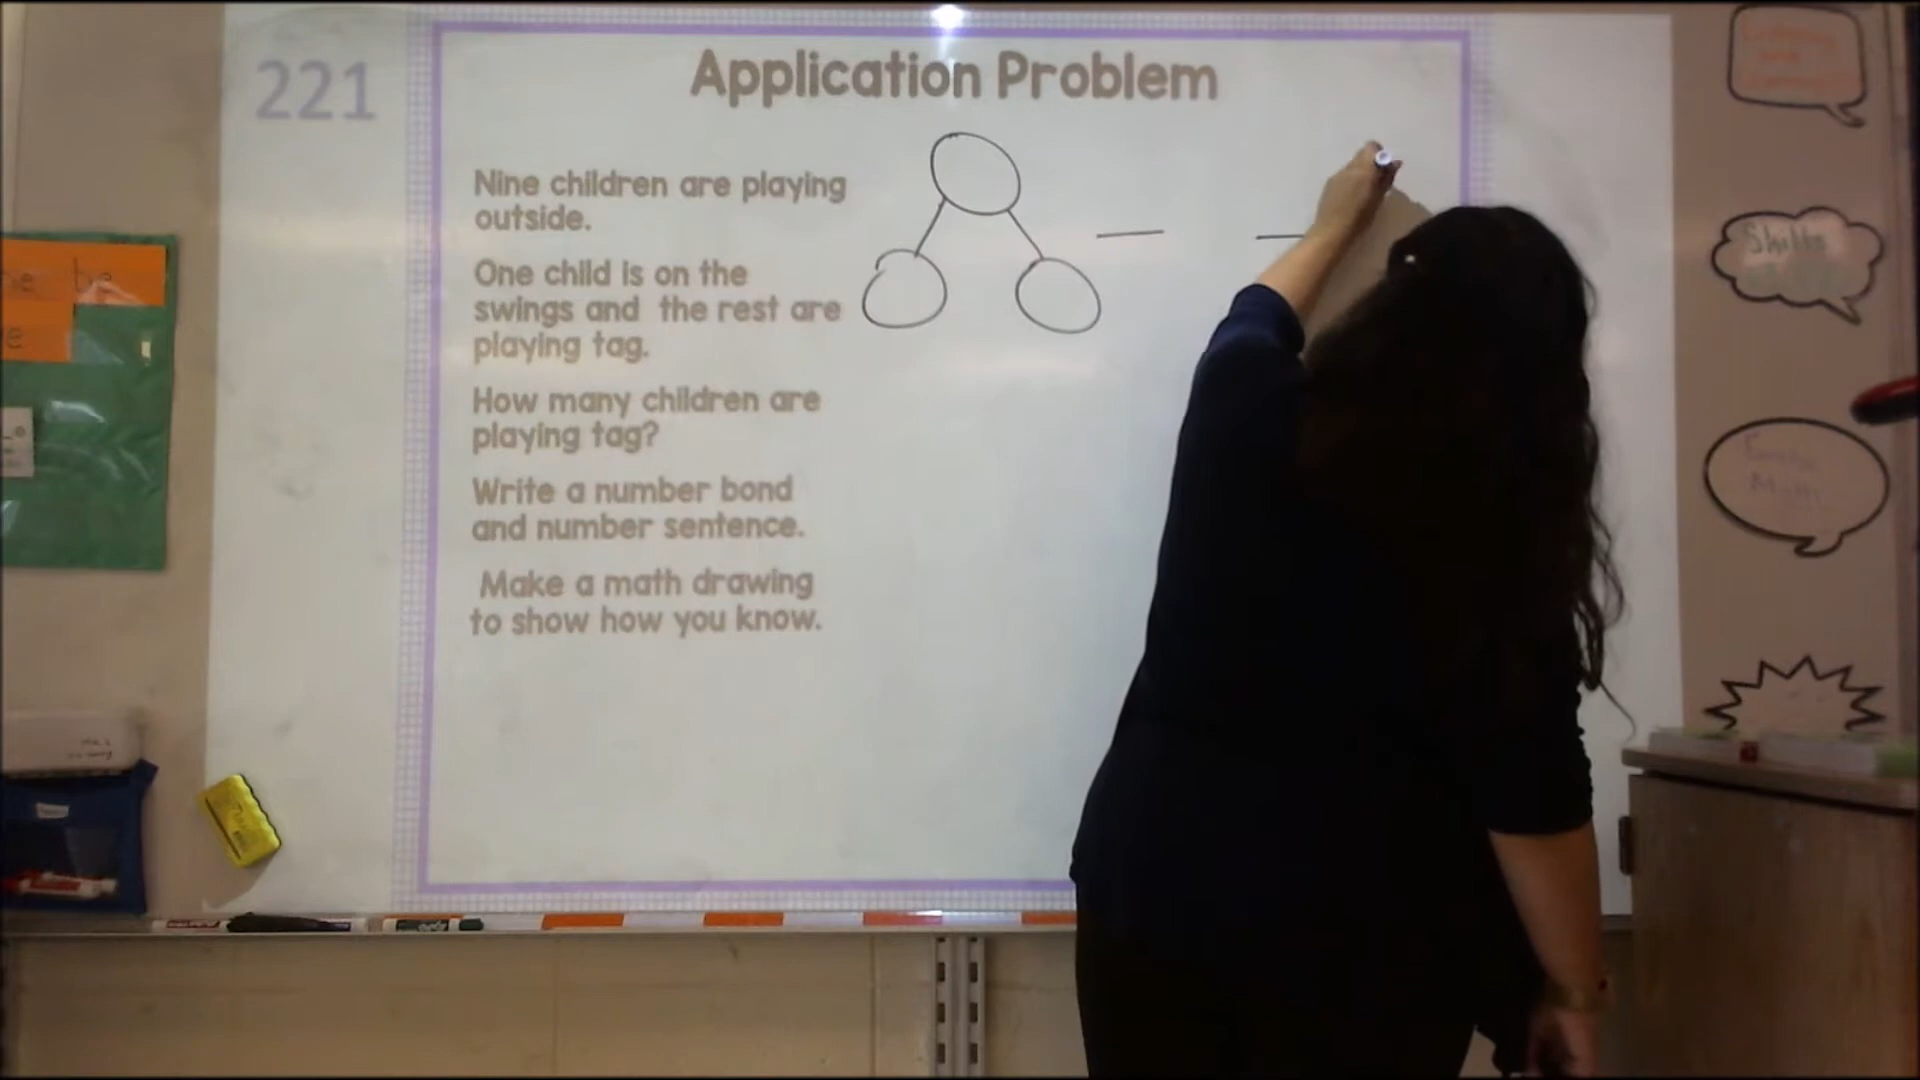 221
Application Problem
Nine children are playing
outside.
One child is on the
swings and the rest are
playing tag.
How many children are
playing tag?
Write a number bond
and number sentence.
Make a math drawing
to show how you know.
be
Skills